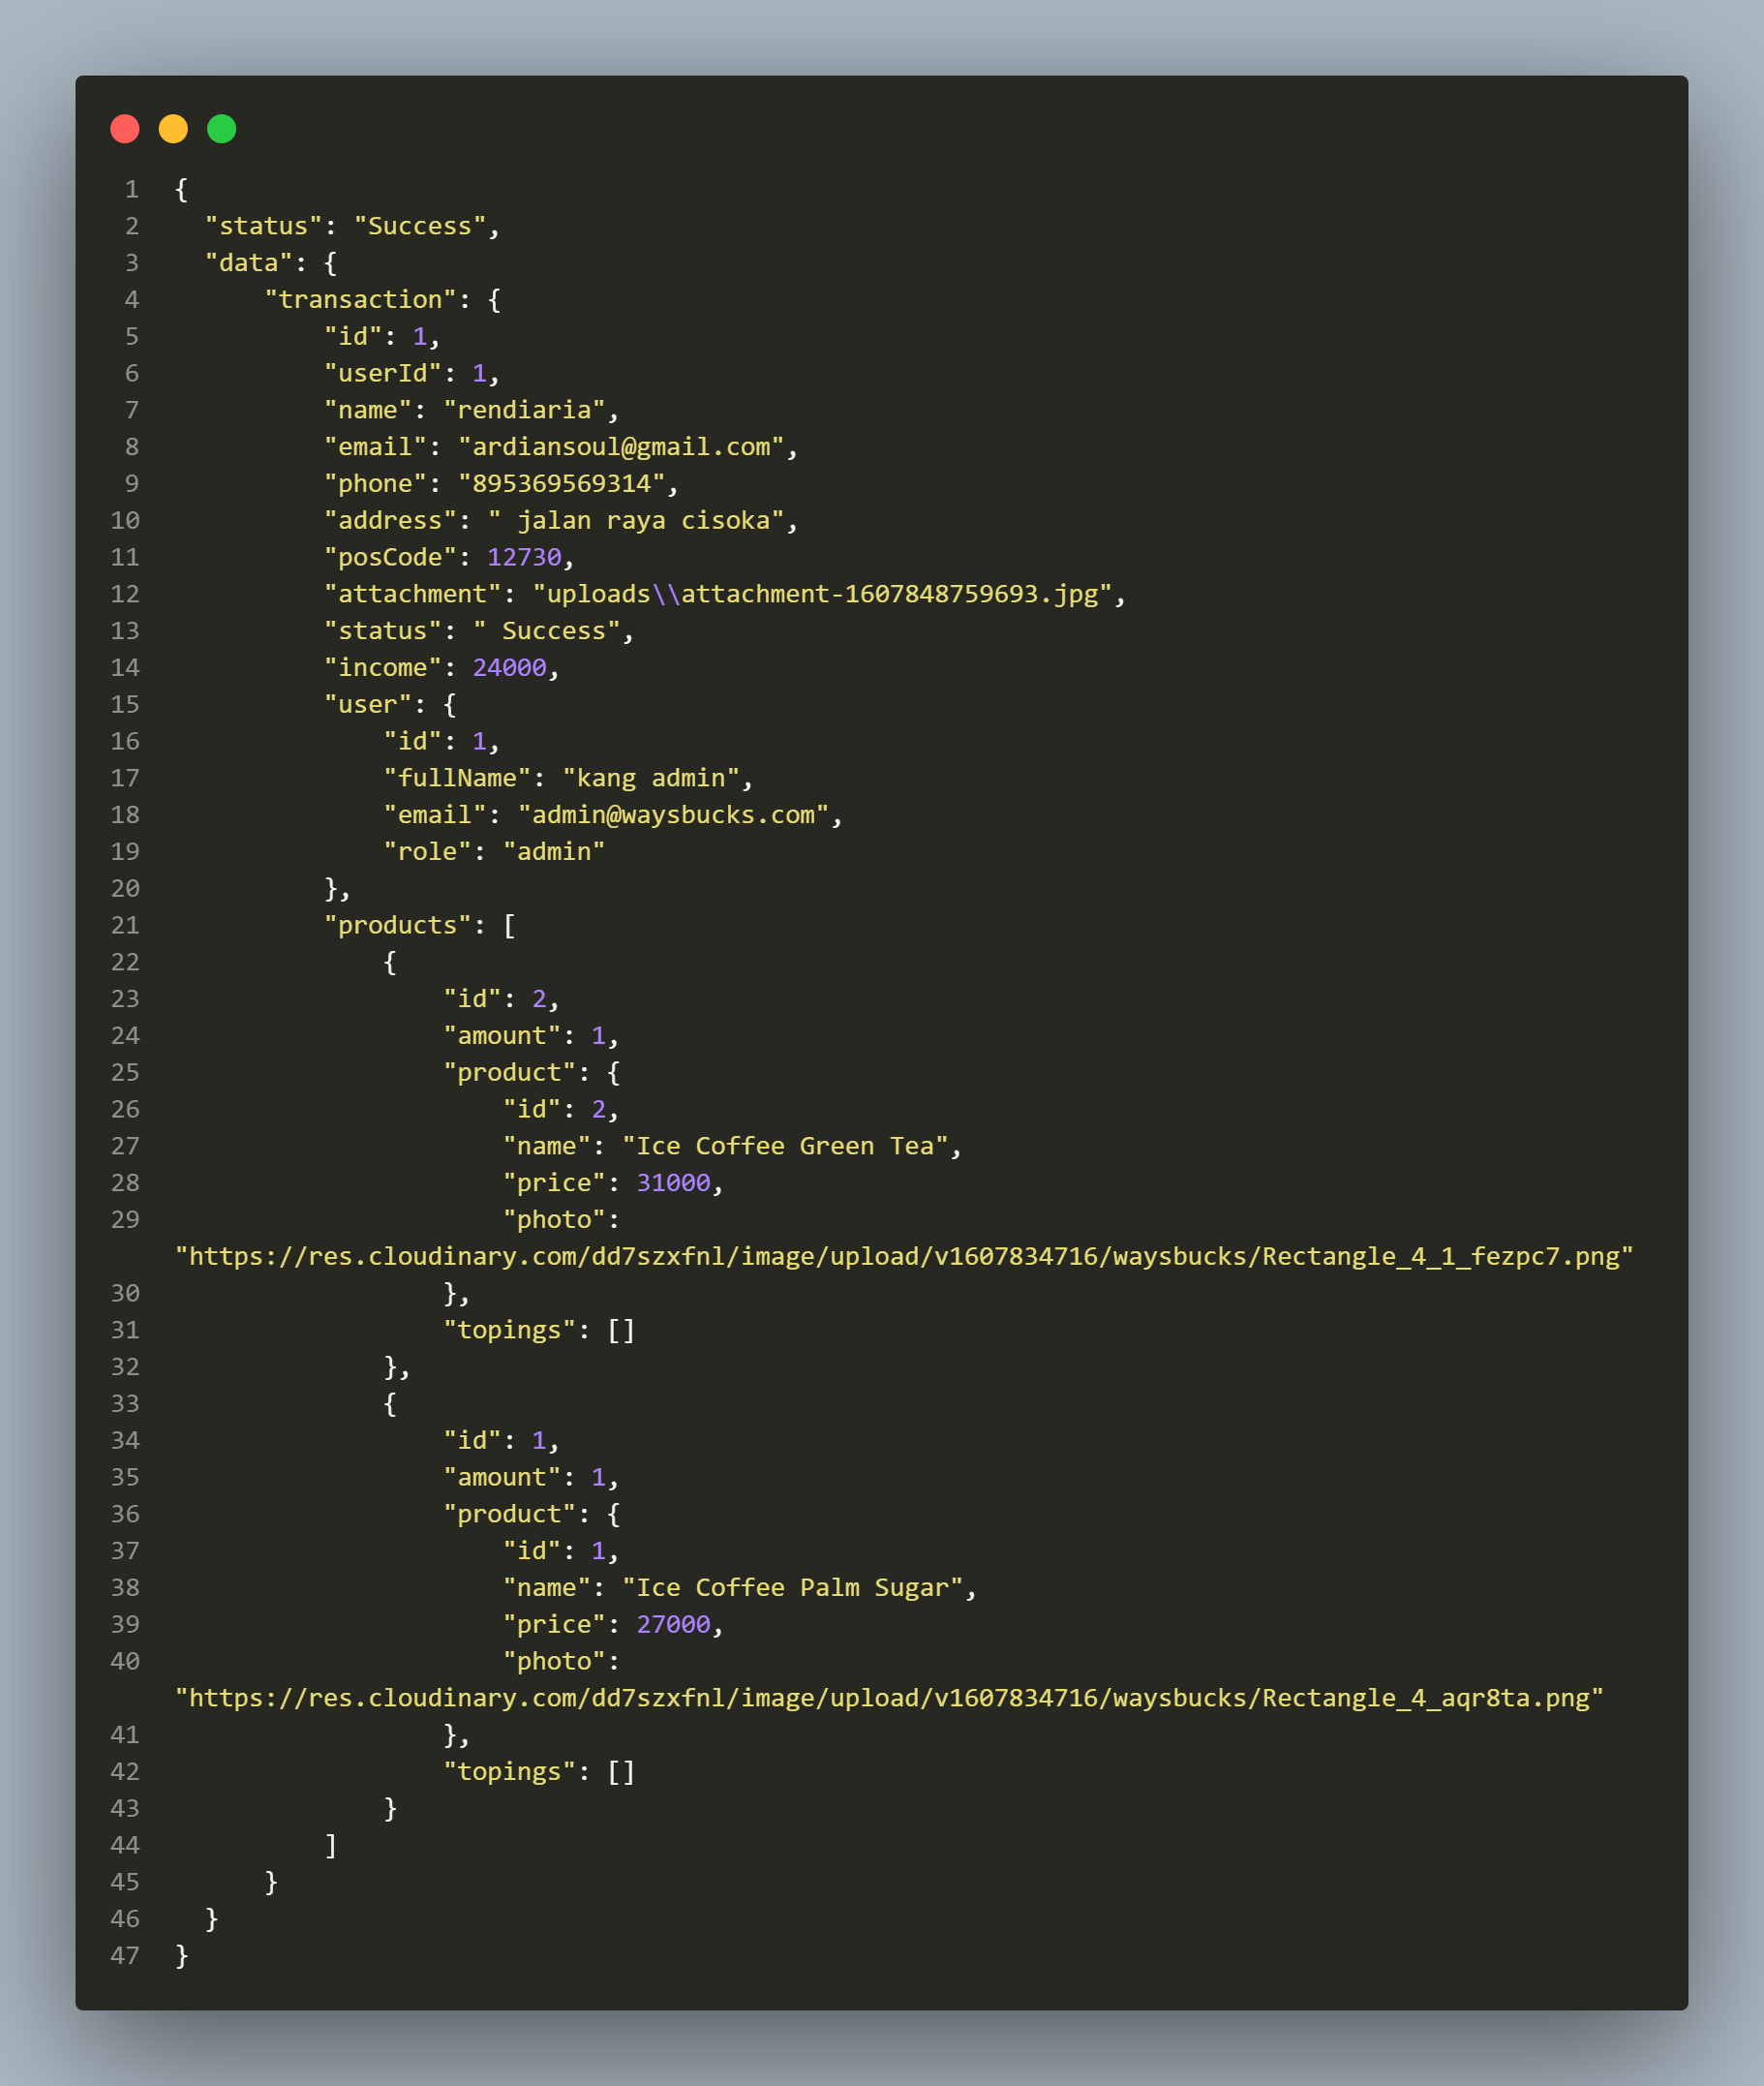 1 {
2   "status": "Success",
3   "data": {
4       "transaction": {
5           "id": 1,
6           "userId": 1,
7           "name": "rendiaria",
8           "email": "ardiansoul@gmail.com",
9           "phone": "895369569314",
10           "address": " jalan raya cisoka",
11           "posCode": 12730,
12           "attachment": "uploads\\attachment-1607848759693.jpg",
13           "status": " Success",
14           "income": 24000,
15           "user": {
16               "id": 1,
17               "fullName": "kang admin",
18               "email": "admin@waysbucks.com",
19               "role": "admin"
20           },
21           "products": [
22               {
23                   "id": 2,
24                   "amount": 1,
25                   "product": {
26                       "id": 2,
27                       "name": "Ice Coffee Green Tea",
28                       "price": 31000,
29                       "photo":
"https://res.cloudinary.com/dd7szxfnl/image/upload/v1607834716/waysbucks/Rectangle_4_1_fezpc7.png"
30                   },
31                   "topings": []
32               },
33               {
34                   "id": 1,
35                   "amount": 1,
36                   "product": {
37                       "id": 1,
38                       "name": "Ice Coffee Palm Sugar",
39                       "price": 27000,
40                       "photo":
"https://res.cloudinary.com/dd7szxfnl/image/upload/v1607834716/waysbucks/Rectangle_4_aqr8ta.png"
41                   },
42                   "topings": []
43               }
44           ]
45       }
46   }
47 }